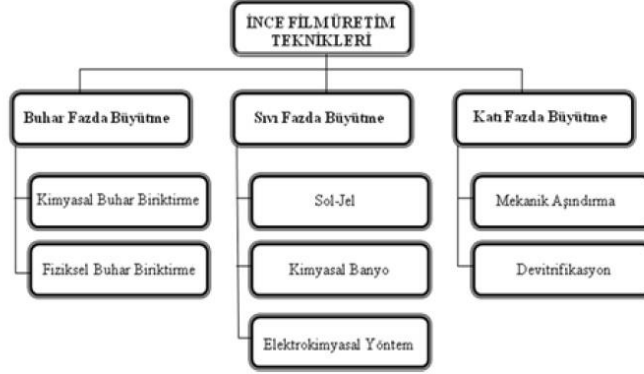 İNCE FİLM ÜRETİM
TEKNİKLERİ
Buhar Fazda Büyütme
Sıvı Fazda Büyütme
Katı Fazda Büyütme
Kimyasal Buhar Biriktirme
Sol-Jel
Mekanik Aşındırma
Fiziksel Buhar Biriktirme
Kimyasal Banyo
Devitrifikasyon
Elektrokimyasal Yöntem